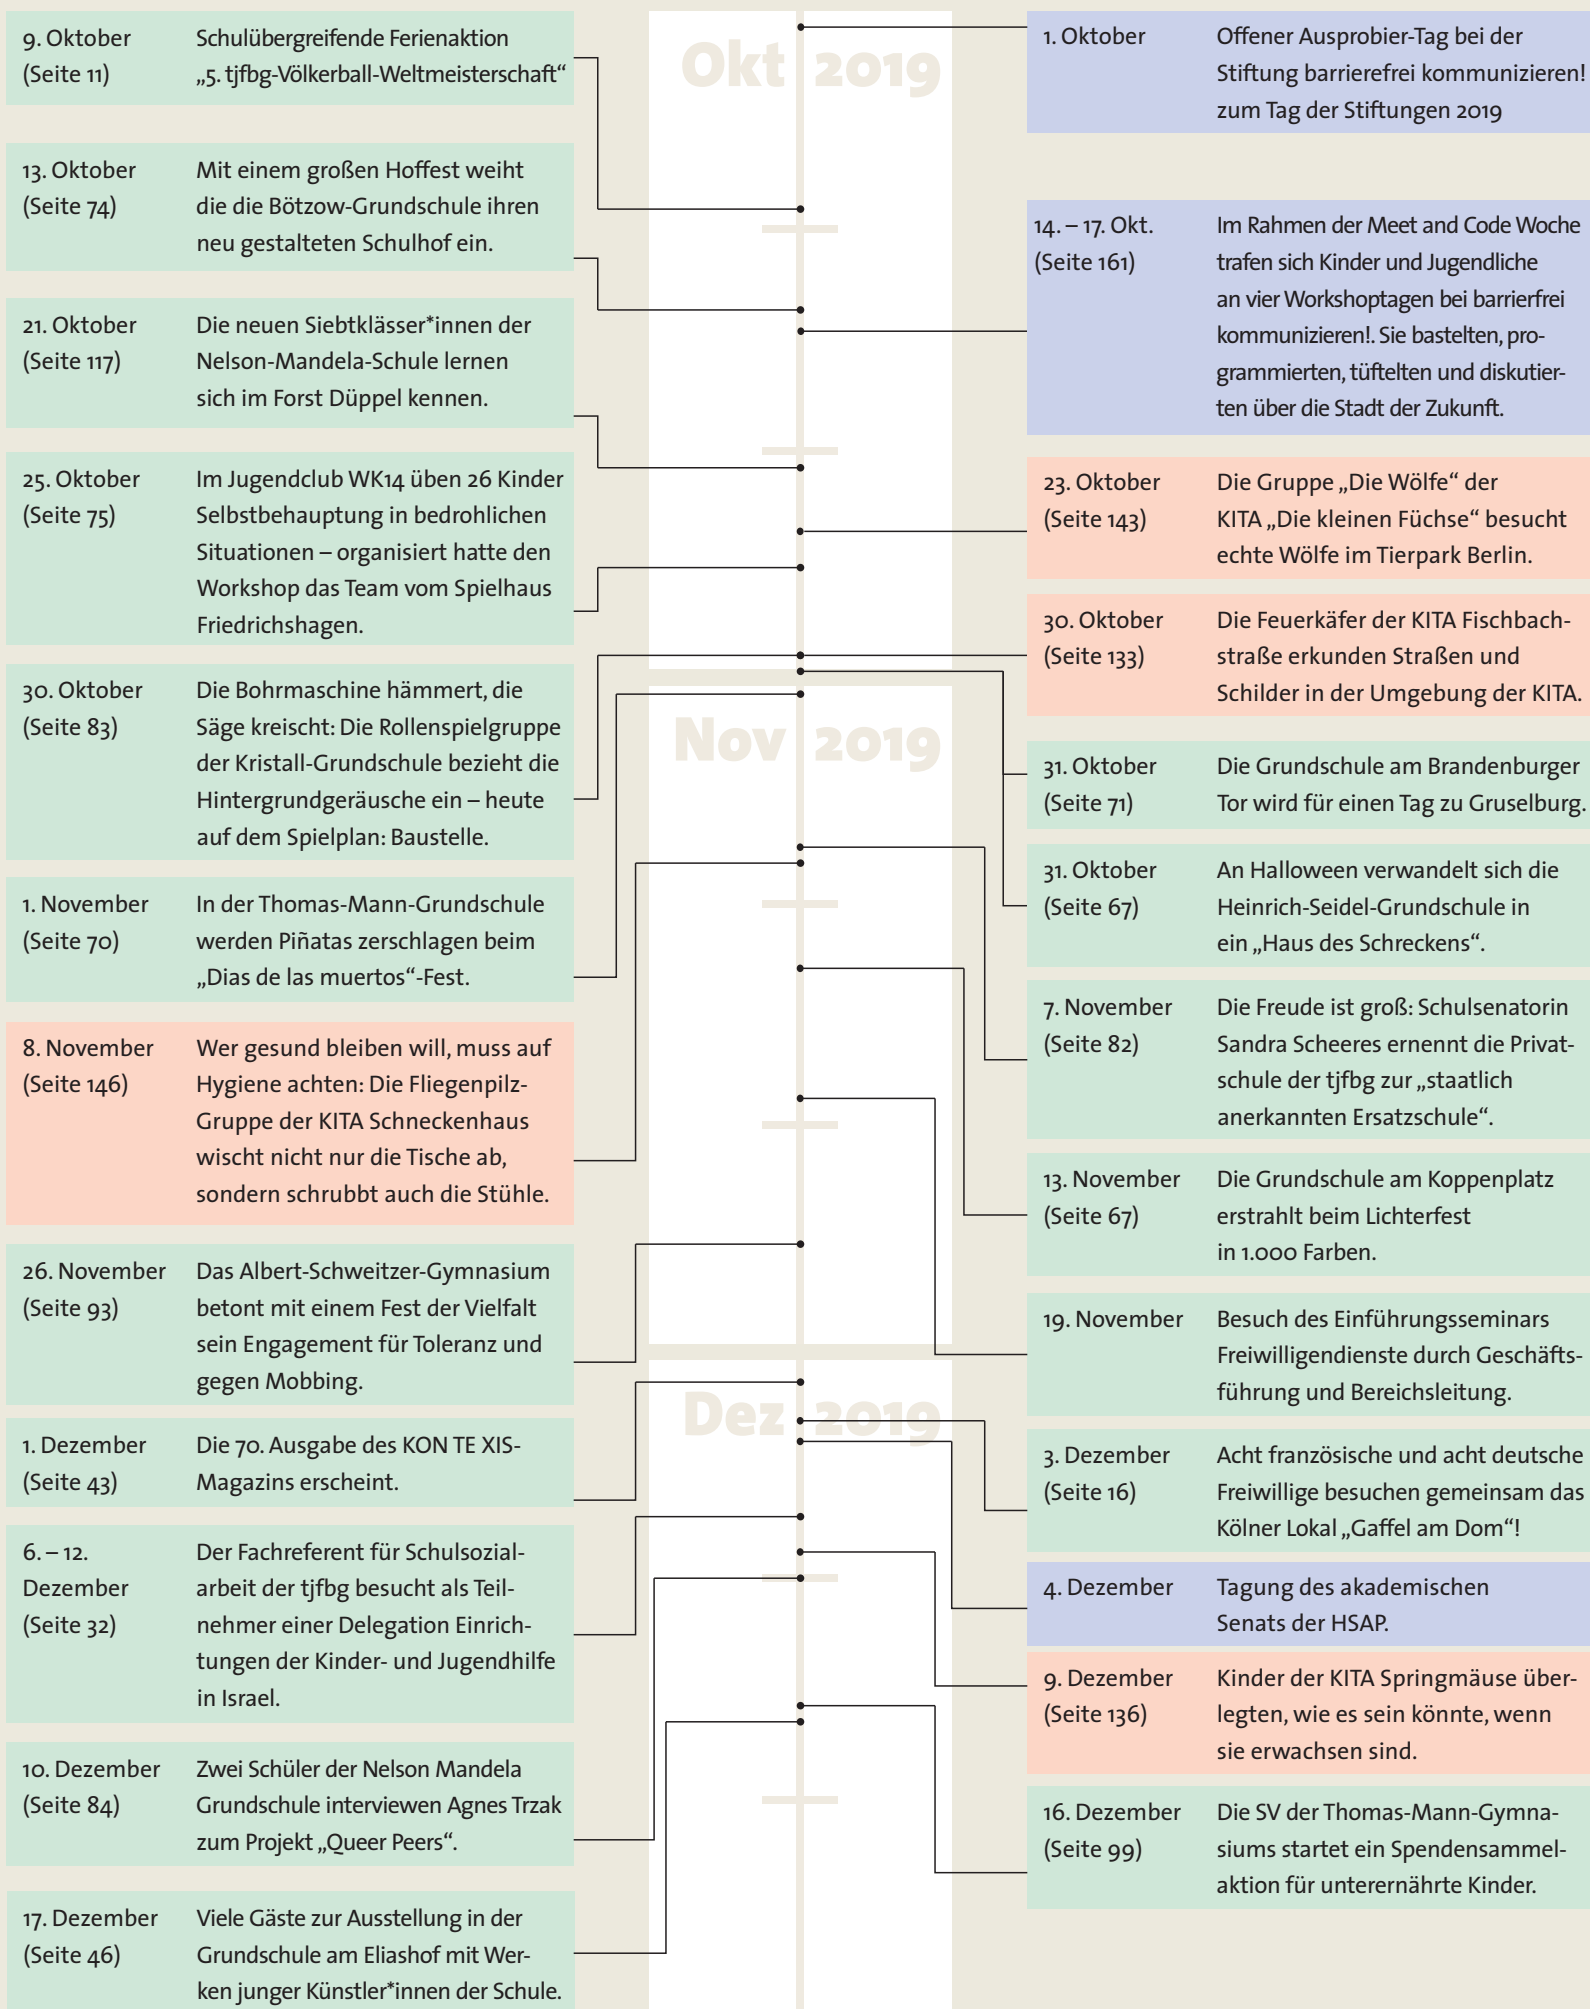 9. Oktober
(Seite 11)
Schulübergreifende Ferienaktion
„5. tjfbg-Völkerball-Weltmeisterschaft“
13. Oktober
(Seite 74)
Mit einem großen Hoffest weiht
die die Bötzow-Grundschule ihren
neu gestalteten Schulhof ein.
21. Oktober
(Seite 117)
Die neuen Siebtklässer*innen der
Nelson-Mandela-Schule lernen
sich im Forst Düppel kennen.
25. Oktober
(Seite 75)
Im Jugendclub WK14 üben 26 Kinder
Selbstbehauptung in bedrohlichen
Situationen – organisiert hatte den
Workshop das Team vom Spielhaus
Friedrichshagen.
30. Oktober
(Seite 83)
Die Bohrmaschine hämmert, die
Säge kreischt: Die Rollenspielgruppe
der Kristall-Grundschule bezieht die
Hintergrundgeräusche ein – heute
auf dem Spielplan: Baustelle.
1. November
(Seite 70)
In der Thomas-Mann-Grundschule
werden Piñatas zerschlagen beim
„Dias de las muertos“-Fest.
8. November
(Seite 146)
Wer gesund bleiben will, muss auf
Hygiene achten: Die Fliegenpilz-
Gruppe der KITA Schneckenhaus
wischt nicht nur die Tische ab,
sondern schrubbt auch die Stühle.
26. November
(Seite 93)
Das Albert-Schweitzer-Gymnasium
betont mit einem Fest der Vielfalt
sein Engagement für Toleranz und
gegen Mobbing.
1. Dezember
(Seite 43)
Die 70. Ausgabe des KON TE XIS-
Magazins erscheint.
6. – 12.
Dezember
(Seite 32)
Der Fachreferent für Schulsozial-
arbeit der tjfbg besucht als Teil-
nehmer einer Delegation Einrich-
tungen der Kinder- und Jugendhilfe
in Israel.
10. Dezember
(Seite 84)
Zwei Schüler der Nelson Mandela
Grundschule interviewen Agnes Trzak
zum Projekt „Queer Peers“.
17. Dezember
(Seite 46)
Viele Gäste zur Ausstellung in der
Grundschule am Eliashof mit Wer-
ken junger Künstler*innen der Schule.
Okt 2019
Nov 2019
Dez 2019
1. Oktober
Offener Ausprobier-Tag bei der
Stiftung barrierefrei kommunizieren!
zum Tag der Stiftungen 2019
14. – 17. Okt.
(Seite 161)
Im Rahmen der Meet and Code Woche
trafen sich Kinder und Jugendliche
an vier Workshoptagen bei barrierfrei
kommunizieren!. Sie bastelten, pro-
grammierten, tüftelten und diskutier-
ten über die Stadt der Zukunft.
23. Oktober
(Seite 143)
Die Gruppe „Die Wölfe“ der
KITA „Die kleinen Füchse“ besucht
echte Wölfe im Tierpark Berlin.
30. Oktober
(Seite 133)
Die Feuerkäfer der KITA Fischbach-
straße erkunden Straßen und
Schilder in der Umgebung der KITA.
31. Oktober
(Seite 71)
Die Grundschule am Brandenburger
Tor wird für einen Tag zu Gruselburg.
31. Oktober
(Seite 67)
An Halloween verwandelt sich die
Heinrich-Seidel-Grundschule in
ein „Haus des Schreckens“.
7. November
(Seite 82)
Die Freude ist groß: Schulsenatorin
Sandra Scheeres ernennt die Privat-
schule der tjfbg zur „staatlich
anerkannten Ersatzschule“.
13. November
(Seite 67)
Die Grundschule am Koppenplatz
erstrahlt beim Lichterfest
in 1.000 Farben.
19. November
Besuch des Einführungsseminars
Freiwilligendienste durch Geschäfts-
führung und Bereichsleitung.
3. Dezember
(Seite 16)
Acht französische und acht deutsche
Freiwillige besuchen gemeinsam das
Kölner Lokal „Gaffel am Dom“!
4. Dezember
Tagung des akademischen
Senats der HSAP.
9. Dezember
(Seite 136)
Kinder der KITA Springmäuse über-
legten, wie es sein könnte, wenn
sie erwachsen sind.
16. Dezember
(Seite 99)
Die SV der Thomas-Mann-Gymna-
siums startet ein Spendensammel-
aktion für unterernährte Kinder.